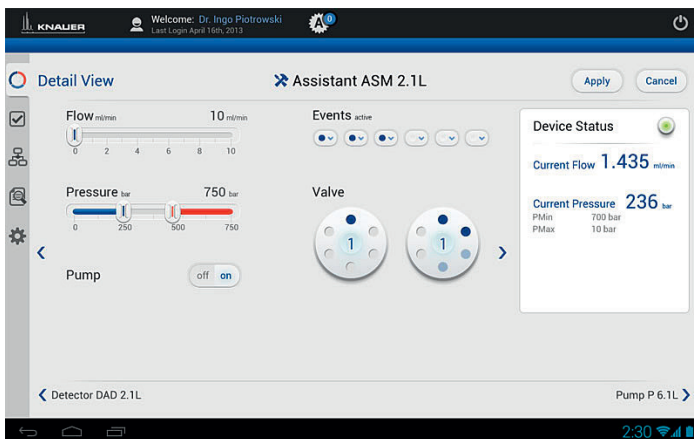 KNAUER
Welcome: Dr. Ingo Piotrowski
Last Login April 16th, 2013
A 0
Detail View
Assistant ASM 2.1L
Apply
Cancel
Flow ml/min 10 ml/min
0 2 4 6 8 10
Pressure bar 750 bar
0 250 500 750
Pump off on
Events active
Valve
1 1
Device Status
Current Flow 1.435 ml/min
Current Pressure 236 bar
PMin 700 bar
PMax 10 bar
Detector DAD 2.1L
Pump P 6.1L
2:30